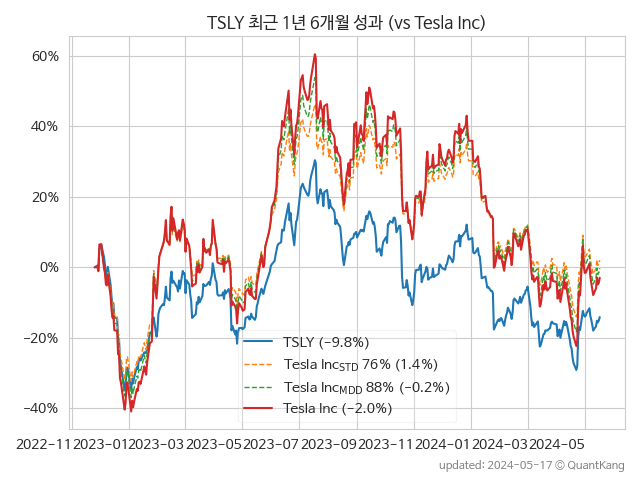 TSLY 최근 1년 6개월 성과 (vs Tesla Inc)
60%
40%
20%
0%
−20%
−40%
TSLY (−9.8%)
Tesla IncSTD 76% (1.4%)
Tesla IncMDD 88% (−0.2%)
Tesla Inc (−2.0%)
2022−11 2023−01 2023−03 2023−05 2023−07 2023−09 2023−11 2024−01 2024−03 2024−05
updated: 2024−05−17 © QuantKang